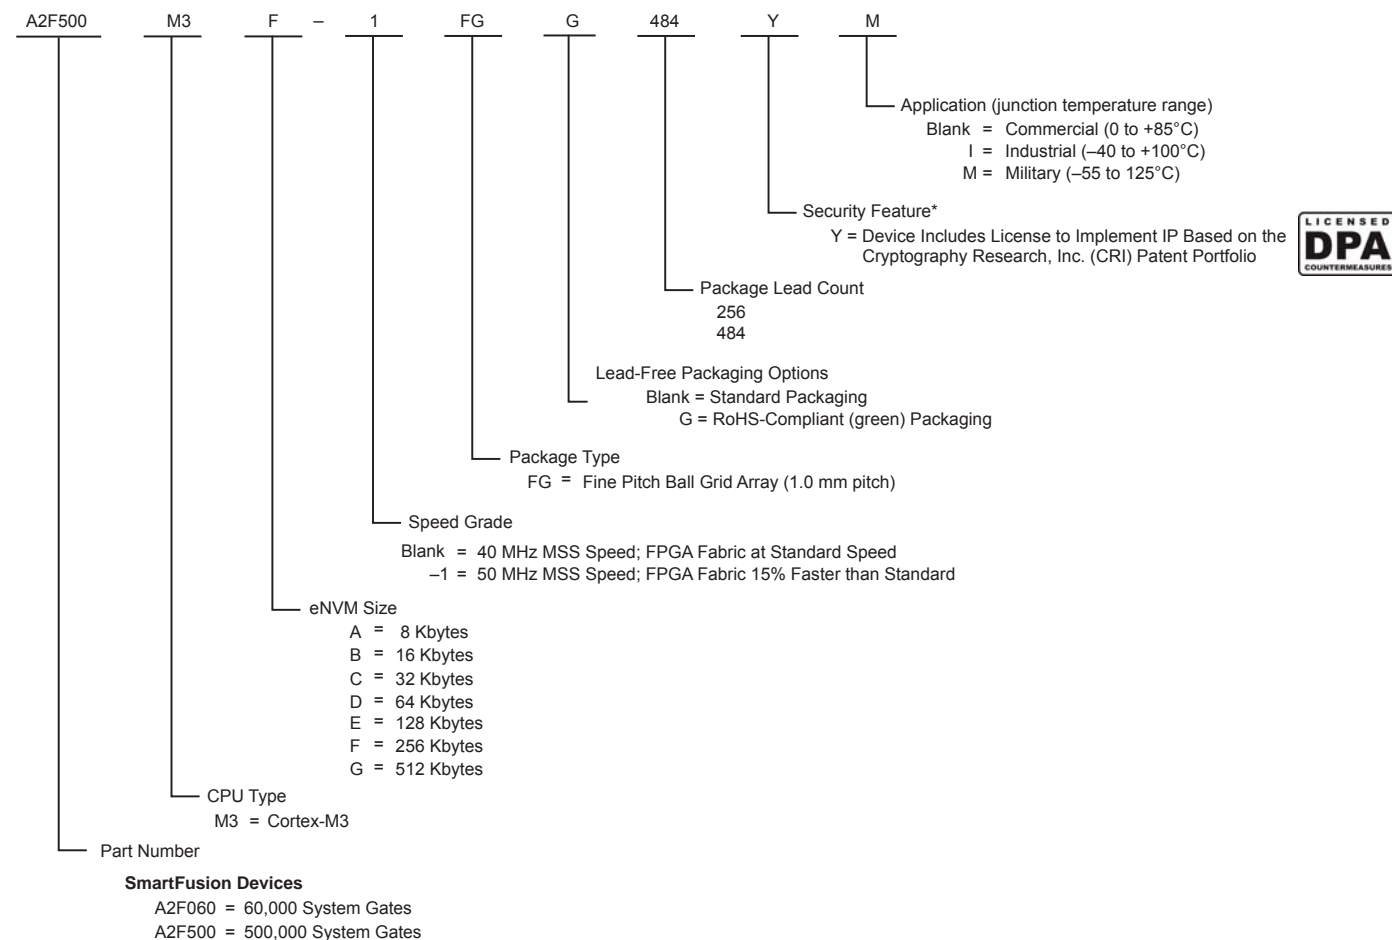 A2F500 M3 F – 1 FG G 484 Y M
Application (junction temperature range)
Blank = Commercial (0 to +85°C)
I = Industrial (–40 to +100°C)
M = Military (–55 to 125°C)
Security Feature*
Y = Device Includes License to Implement IP Based on the
Cryptography Research, Inc. (CRI) Patent Portfolio
LICENSED
DPA
COUNTERMEASURES
Package Lead Count
256
484
Lead-Free Packaging Options
Blank = Standard Packaging
G = RoHS-Compliant (green) Packaging
Package Type
FG = Fine Pitch Ball Grid Array (1.0 mm pitch)
Speed Grade
Blank = 40 MHz MSS Speed; FPGA Fabric at Standard Speed
–1 = 50 MHz MSS Speed; FPGA Fabric 15% Faster than Standard
eNVM Size
A = 8 Kbytes
B = 16 Kbytes
C = 32 Kbytes
D = 64 Kbytes
E = 128 Kbytes
F = 256 Kbytes
G = 512 Kbytes
CPU Type
M3 = Cortex-M3
Part Number
SmartFusion Devices
A2F060 = 60,000 System Gates
A2F500 = 500,000 System Gates